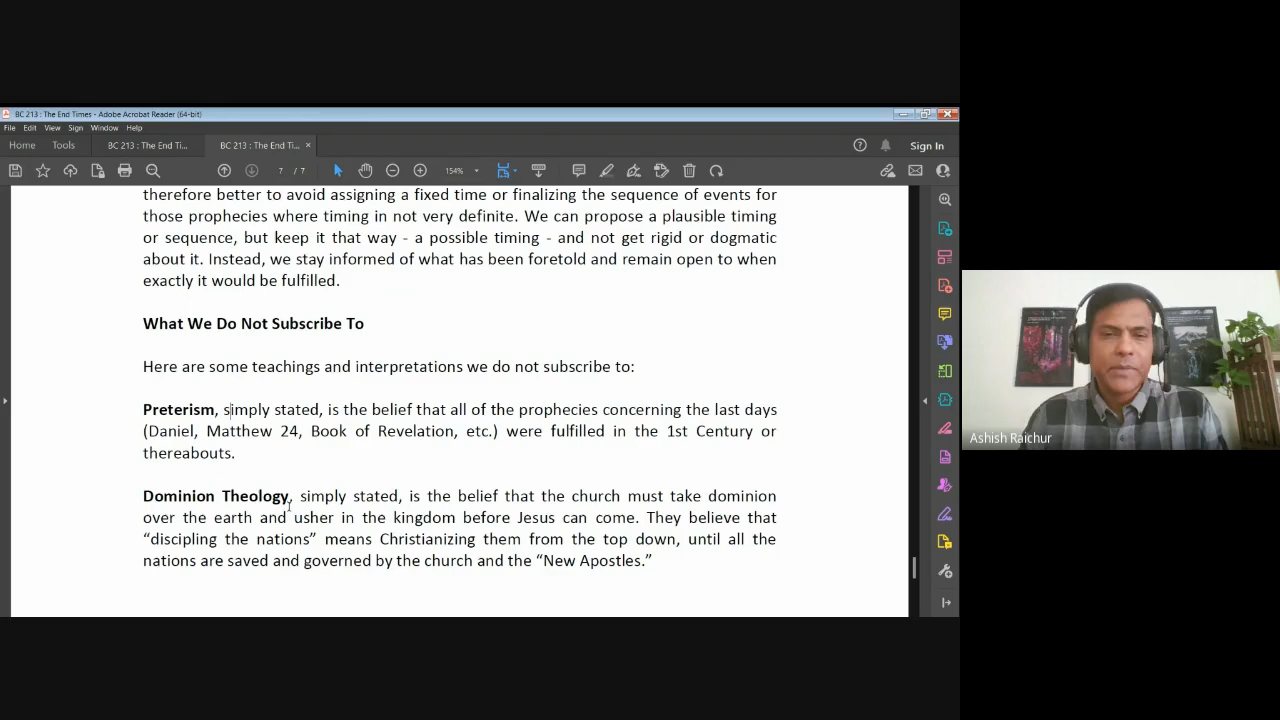 BC 213 : The End Times - Adobe Acrobat Reader (64-bit)
File Edit View Sign Window Help
Home Tools BC 213 : The End Ti... BC 213 : The End Ti... × Sign In
7 / 7 154%
therefore better to avoid assigning a fixed time or finalizing the sequence of events for
those prophecies where timing in not very definite. We can propose a plausible timing
or sequence, but keep it that way - a possible timing - and not get rigid or dogmatic
about it. Instead, we stay informed of what has been foretold and remain open to when
exactly it would be fulfilled.
What We Do Not Subscribe To
Here are some teachings and interpretations we do not subscribe to:
Preterism, simply stated, is the belief that all of the prophecies concerning the last days
(Daniel, Matthew 24, Book of Revelation, etc.) were fulfilled in the 1st Century or
thereabouts.
Dominion Theology, simply stated, is the belief that the church must take dominion
over the earth and usher in the kingdom before Jesus can come. They believe that
“discipling the nations” means Christianizing them from the top down, until all the
nations are saved and governed by the church and the “New Apostles.”
Ashish Raichur